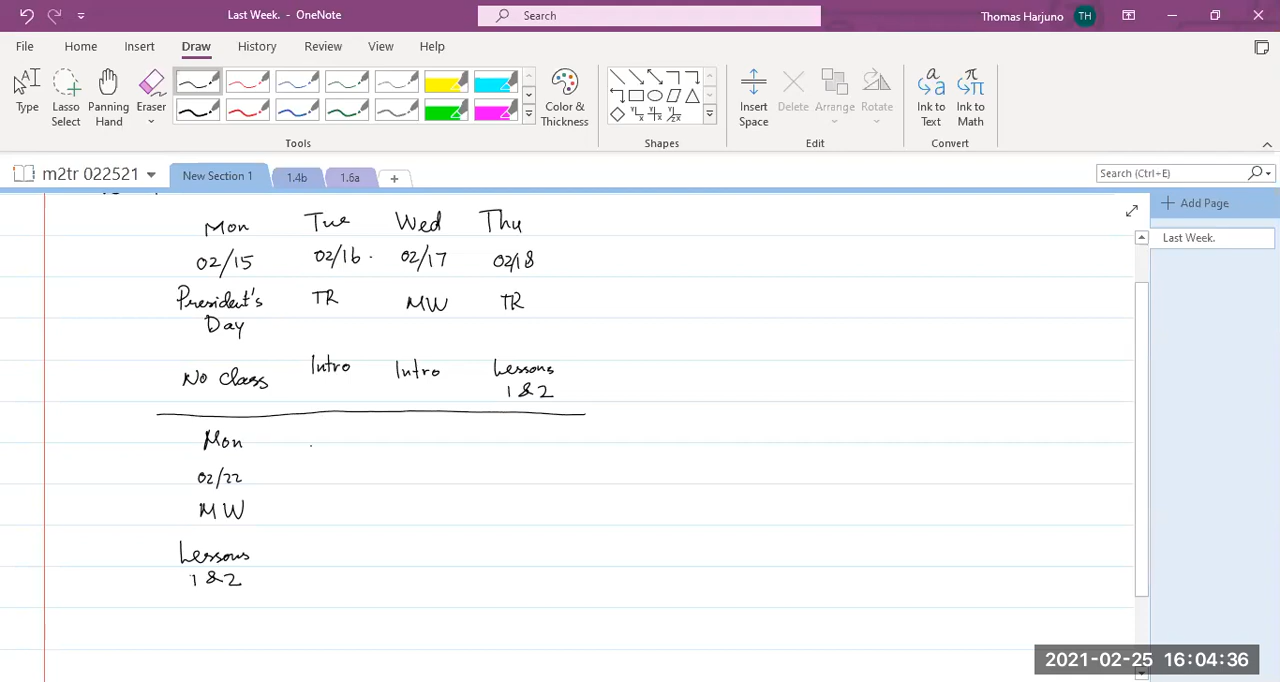 Last Week. - OneNote
Search
Thomas Harjuno
TH
File
Home
Insert
Draw
History
Review
View
Help
Type
Lasso Select
Panning Hand
Eraser
Color & Thickness
Insert Space
Delete
Arrange
Rotate
Ink to Text
Ink to Math
Tools
Shapes
Edit
Convert
m2tr 022521
New Section 1
1.4b
1.6a
Search (Ctrl+E)
Add Page
Last Week.
Mon Tue Wed Thu
02/15 02/16 02/17 02/18
President's TR MW TR
Day
No Class Intro Intro Lessons
1 & 2
Mon
02/22
MW
Lessons
1 & 2
2021-02-25 16:04:36